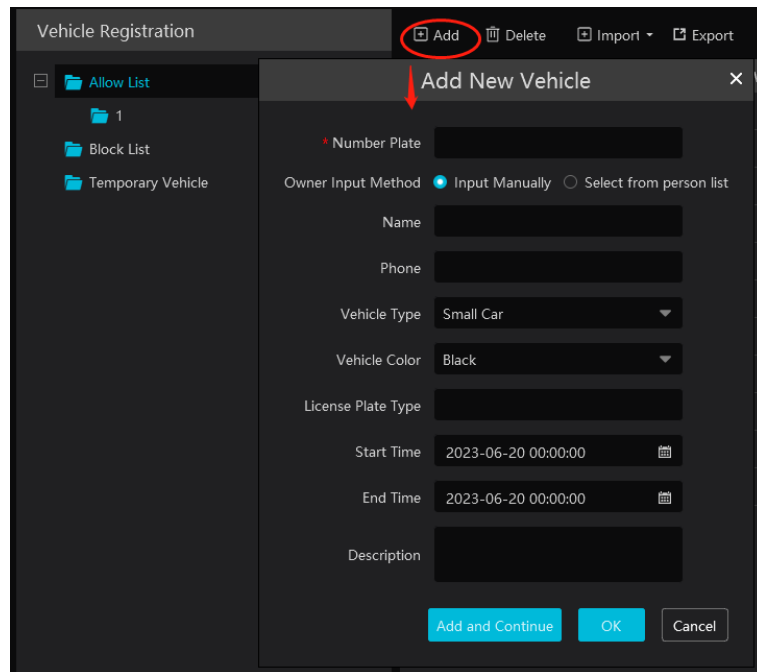 Vehicle Registration
Add Delete Import Export
Allow List
1
Block List
Temporary Vehicle
Add New Vehicle
* Number Plate
Owner Input Method Input Manually Select from person list
Name
Phone
Vehicle Type Small Car
Vehicle Color Black
License Plate Type
Start Time 2023-06-20 00:00:00
End Time 2023-06-20 00:00:00
Description
Add and Continue OK Cancel